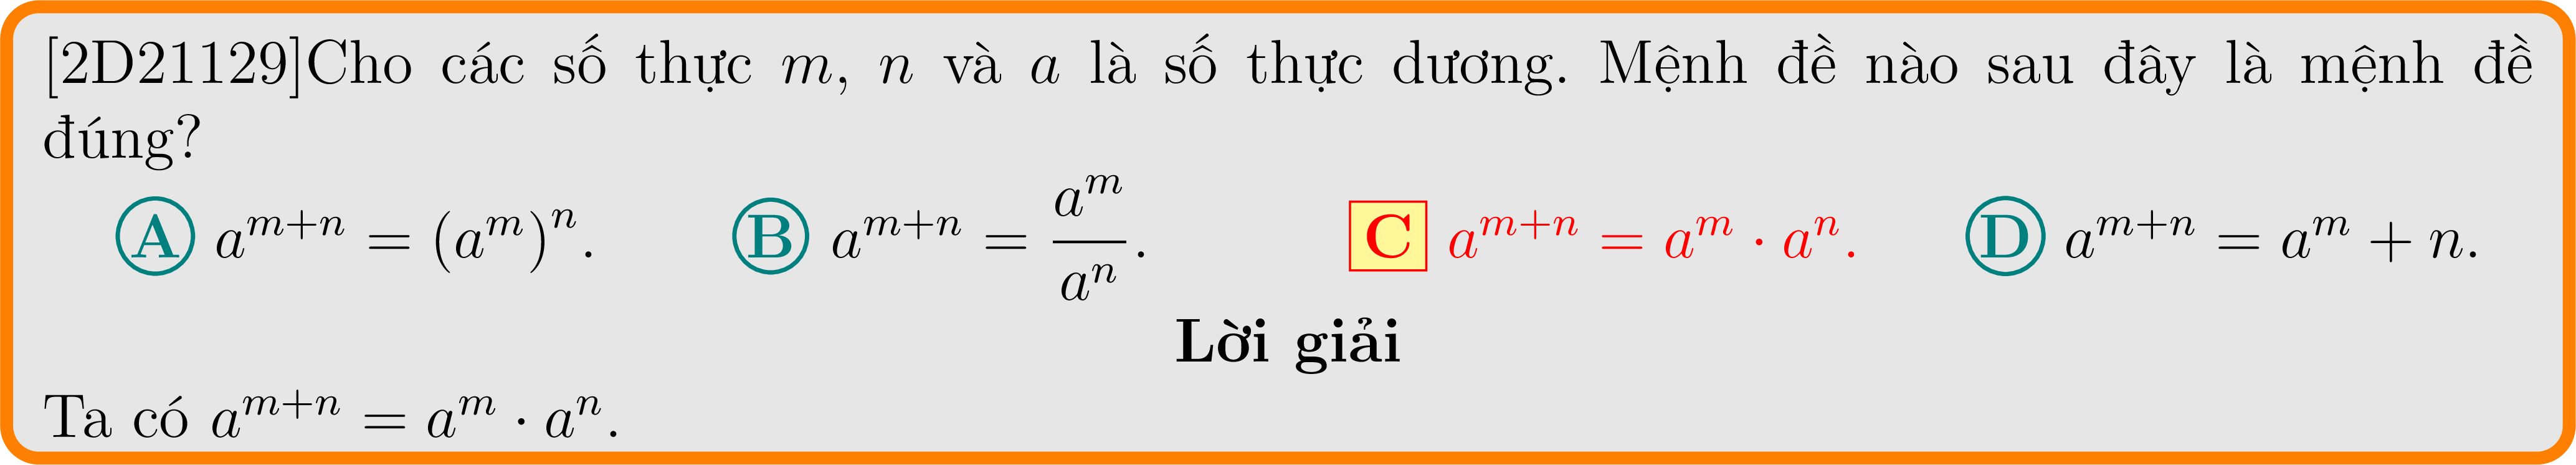 [2D21129]Cho các số thực m, n và a là số thực dương. Mệnh đề nào sau đây là mệnh đề
đúng?
A $a^{m+n} = (a^m)^n$. B $a^{m+n} = \dfrac{a^m}{a^n}$. C $a^{m+n} = a^m \cdot a^n$. D $a^{m+n} = a^m + n$.
Lời giải
Ta có $a^{m+n} = a^m \cdot a^n$.